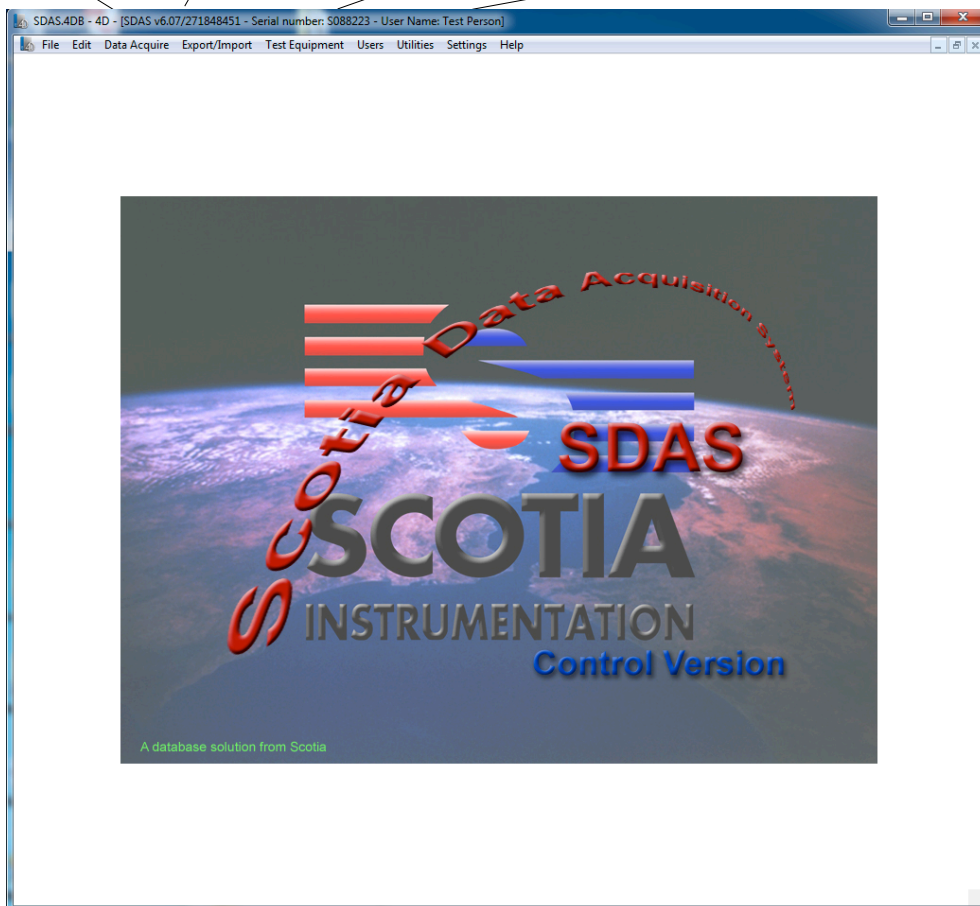 SDAS.4DB - 4D - [SDAS v6.07/271848451 - Serial number: S088223 - User Name: Test Person]
File Edit Data Acquire Export/Import Test Equipment Users Utilities Settings Help
Scotia Data Acquisition System
SDAS
SCOTIA
INSTRUMENTATION
Control Version
A database solution from Scotia